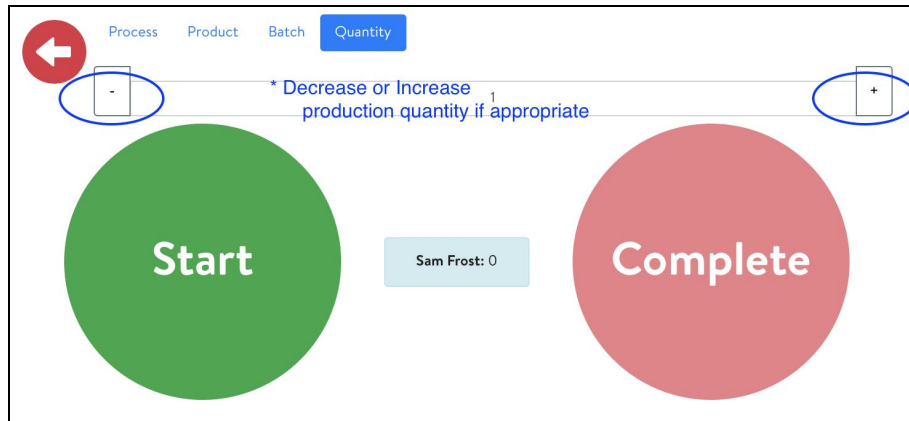 Process Product Batch Quantity
- * Decrease or Increase 1 +
production quantity if appropriate
Start Sam Frost: 0 Complete